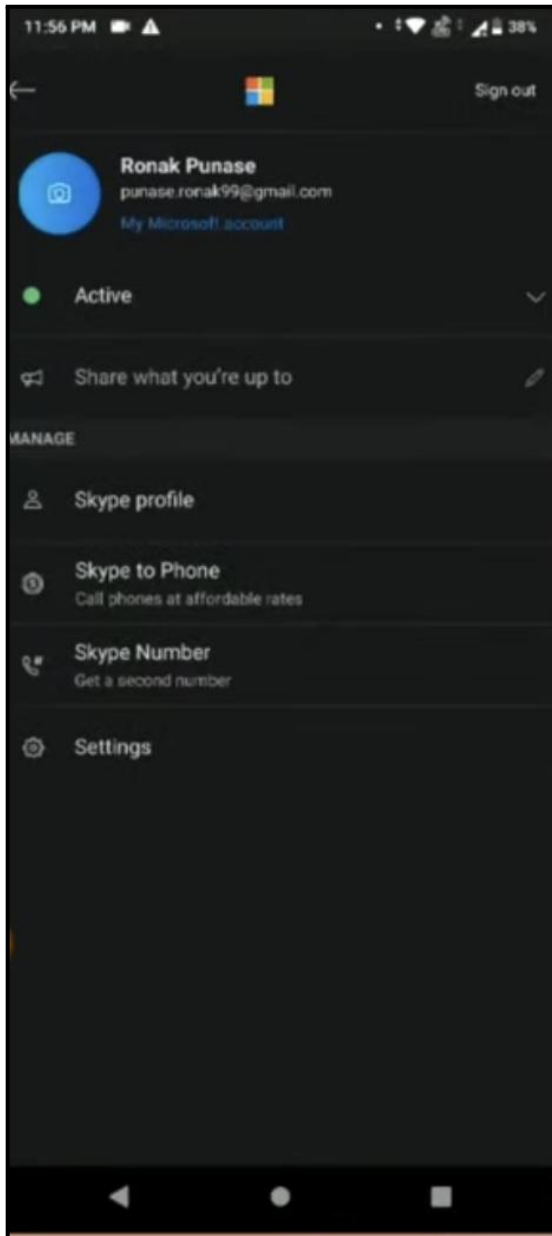 11:56 PM 38%
Sign out
Ronak Punase
punase.ronak99@gmail.com
My Microsoft account
Active
Share what you're up to
MANAGE
Skype profile
Skype to Phone
Call phones at affordable rates
Skype Number
Get a second number
Settings